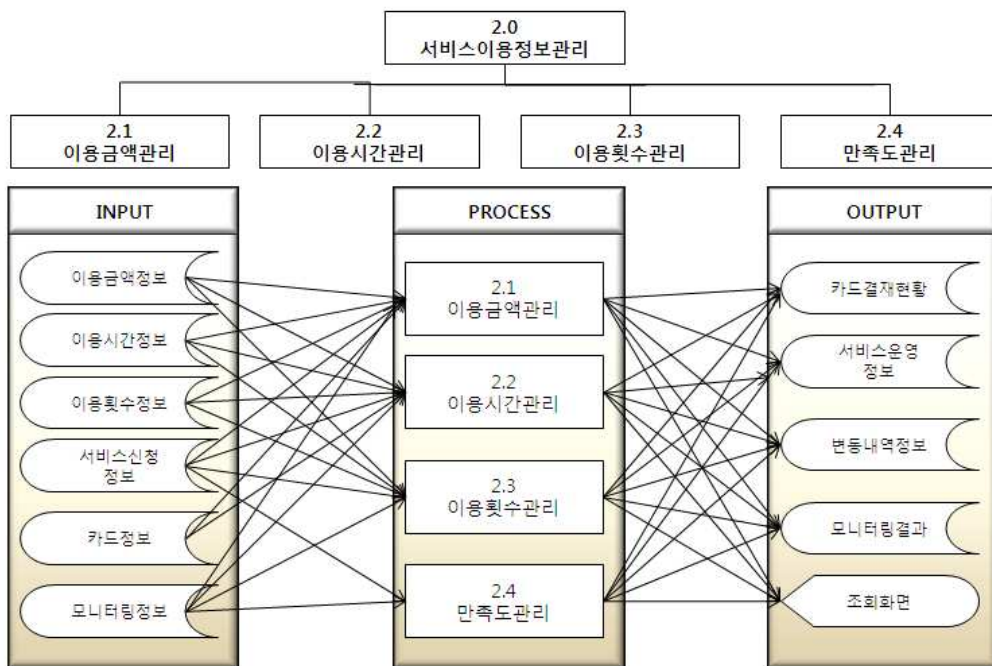 2.0
서비스이용정보관리
2.1
이용금액관리
2.2
이용시간관리
2.3
이용횟수관리
2.4
만족도관리
INPUT
이용금액정보
이용시간정보
이용횟수정보
서비스신청
정보
카드정보
모니터링정보
PROCESS
2.1
이용금액관리
2.2
이용시간관리
2.3
이용횟수관리
2.4
만족도관리
OUTPUT
카드결재현황
서비스운영
정보
변동내역정보
모니터링결과
조회화면